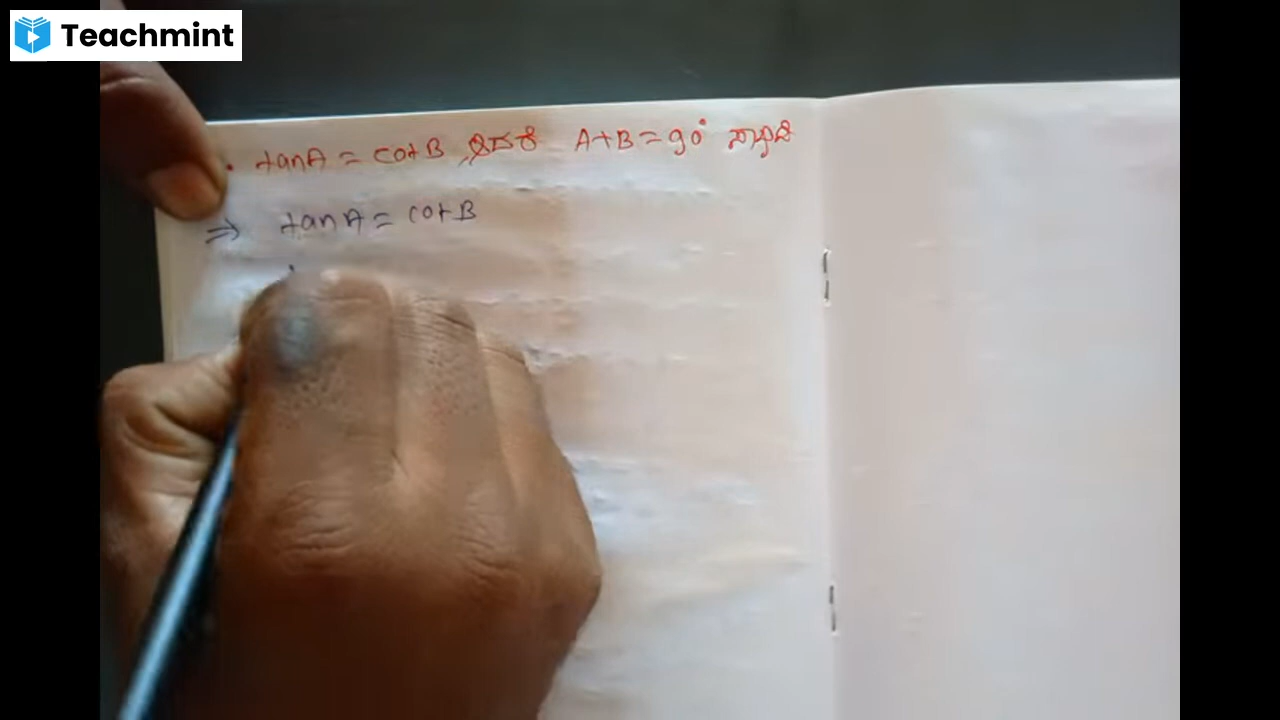 Teachmint
. tanA = cotB ಆದರೆ A+B=90° ಸಾಧಿಸಿ
⇒ tanA = cotB